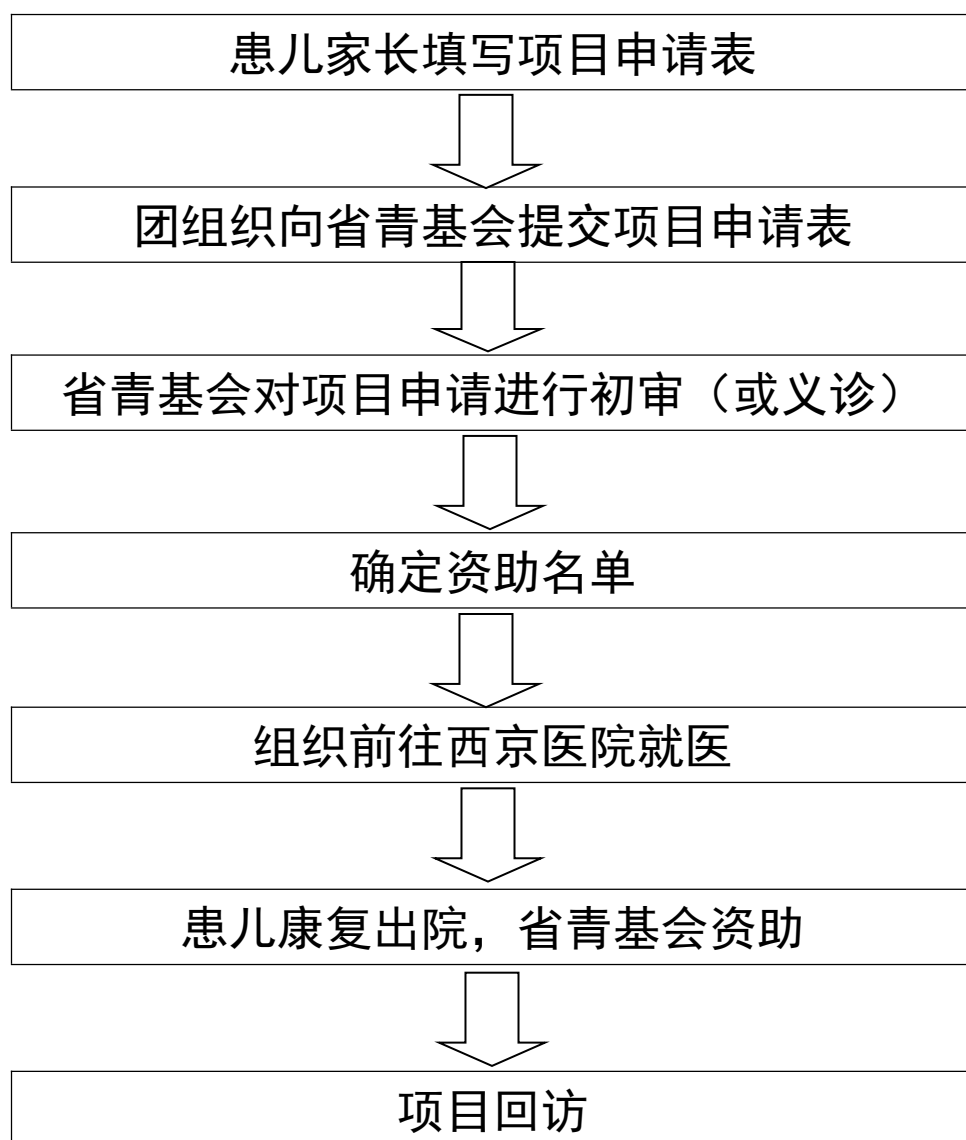 患儿家长填写项目申请表
团组织向省青基会提交项目申请表
省青基会对项目申请进行初审（或义诊）
确定资助名单
组织前往西京医院就医
患儿康复出院，省青基会资助
项目回访